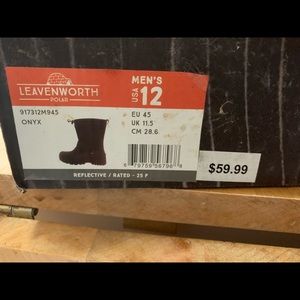 LEAVENWORTH
POLAR
917312M945
ONYX
MEN'S
USA 12
EU 45
UK 11.5
CM 28.6
REFLECTIVE / RATED - 25 F
$59.99